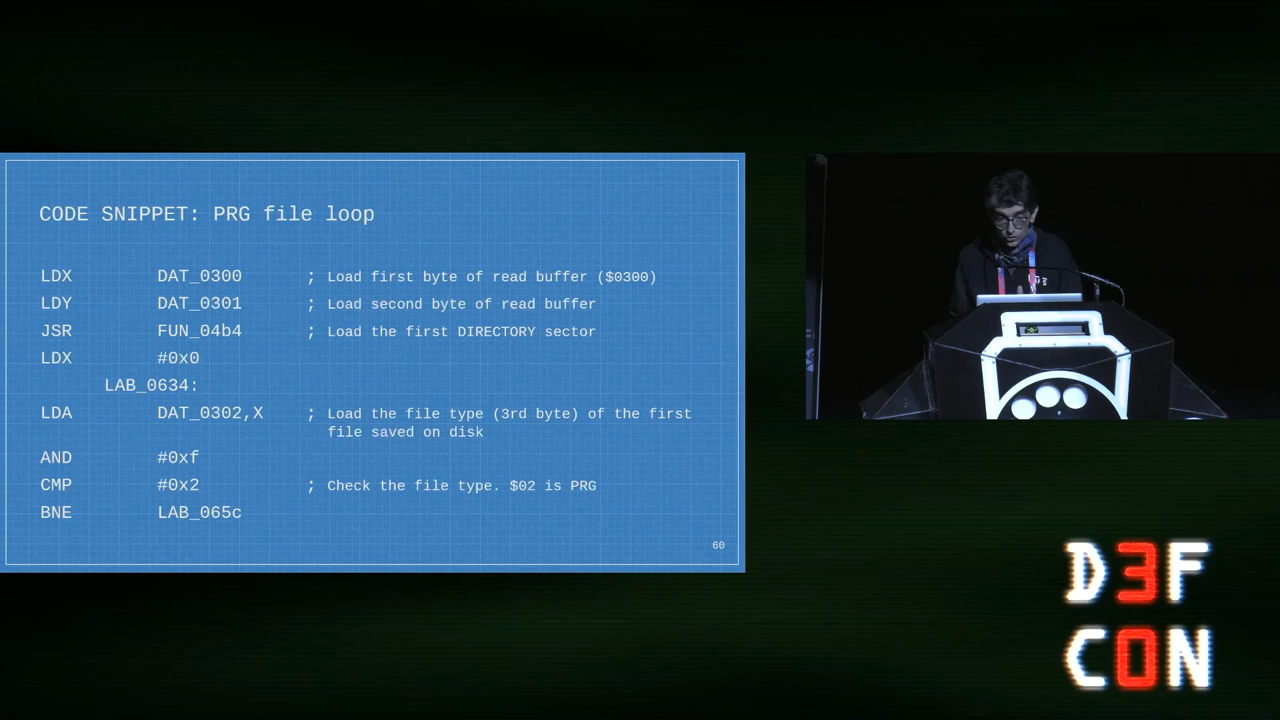 CODE SNIPPET: PRG file loop
LDX DAT_0300 ; Load first byte of read buffer ($0300)
LDY DAT_0301 ; Load second byte of read buffer
JSR FUN_04b4 ; Load the first DIRECTORY sector
LDX #0x0
LAB_0634:
LDA DAT_0302,X ; Load the file type (3rd byte) of the first
file saved on disk
AND #0xf
CMP #0x2 ; Check the file type. $02 is PRG
BNE LAB_065c
60
D3F
C0N